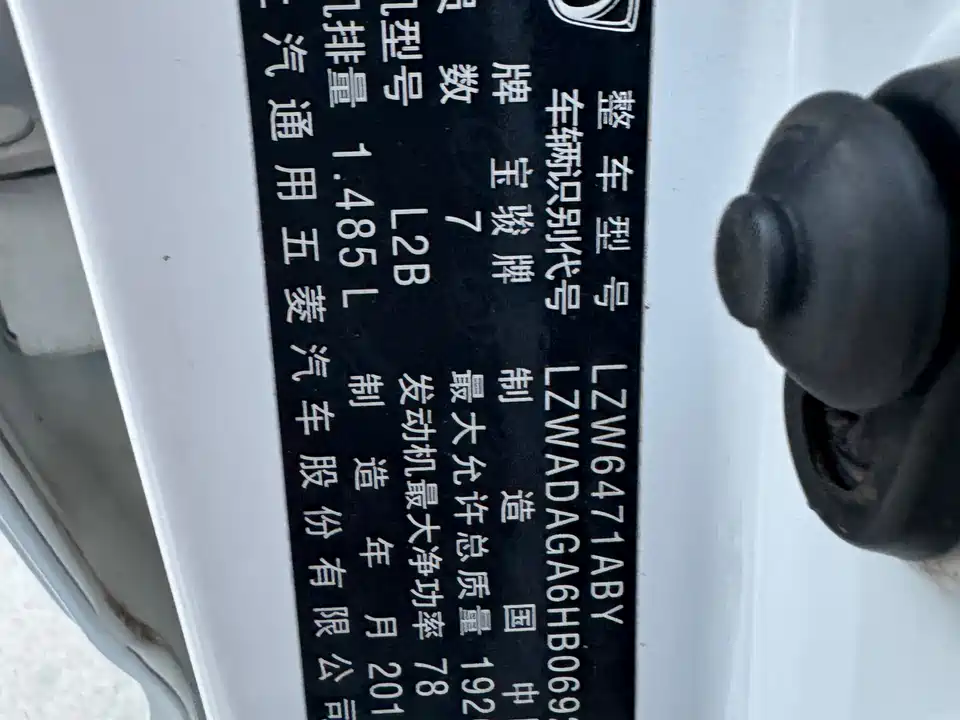 整车型号 LZW6471ABY
车辆识别代号 LZWADAGA6HB069
牌 宝骏牌 制造国 中
数 7 最大允许总质量 192
型号 L2B 发动机最大净功率 78
机排量 1.485L 制造年月 201
汽通用五菱汽车股份有限公司